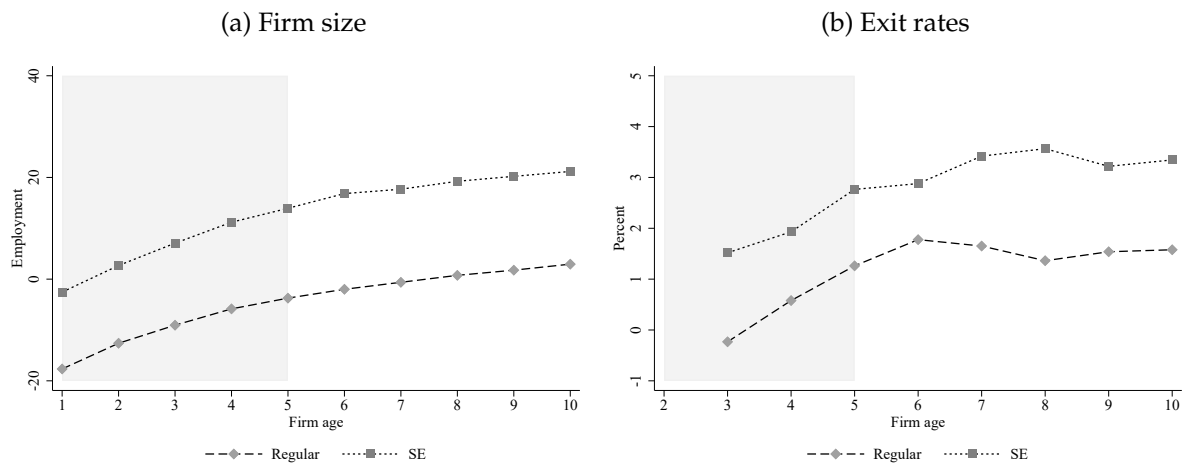 (a) Firm size
40
20
0
-20
Employment
1 2 3 4 5 6 7 8 9 10
Firm age
Regular SE
(b) Exit rates
5
4
3
2
1
0
-1
Percent
2 3 4 5 6 7 8 9 10
Firm age
Regular SE